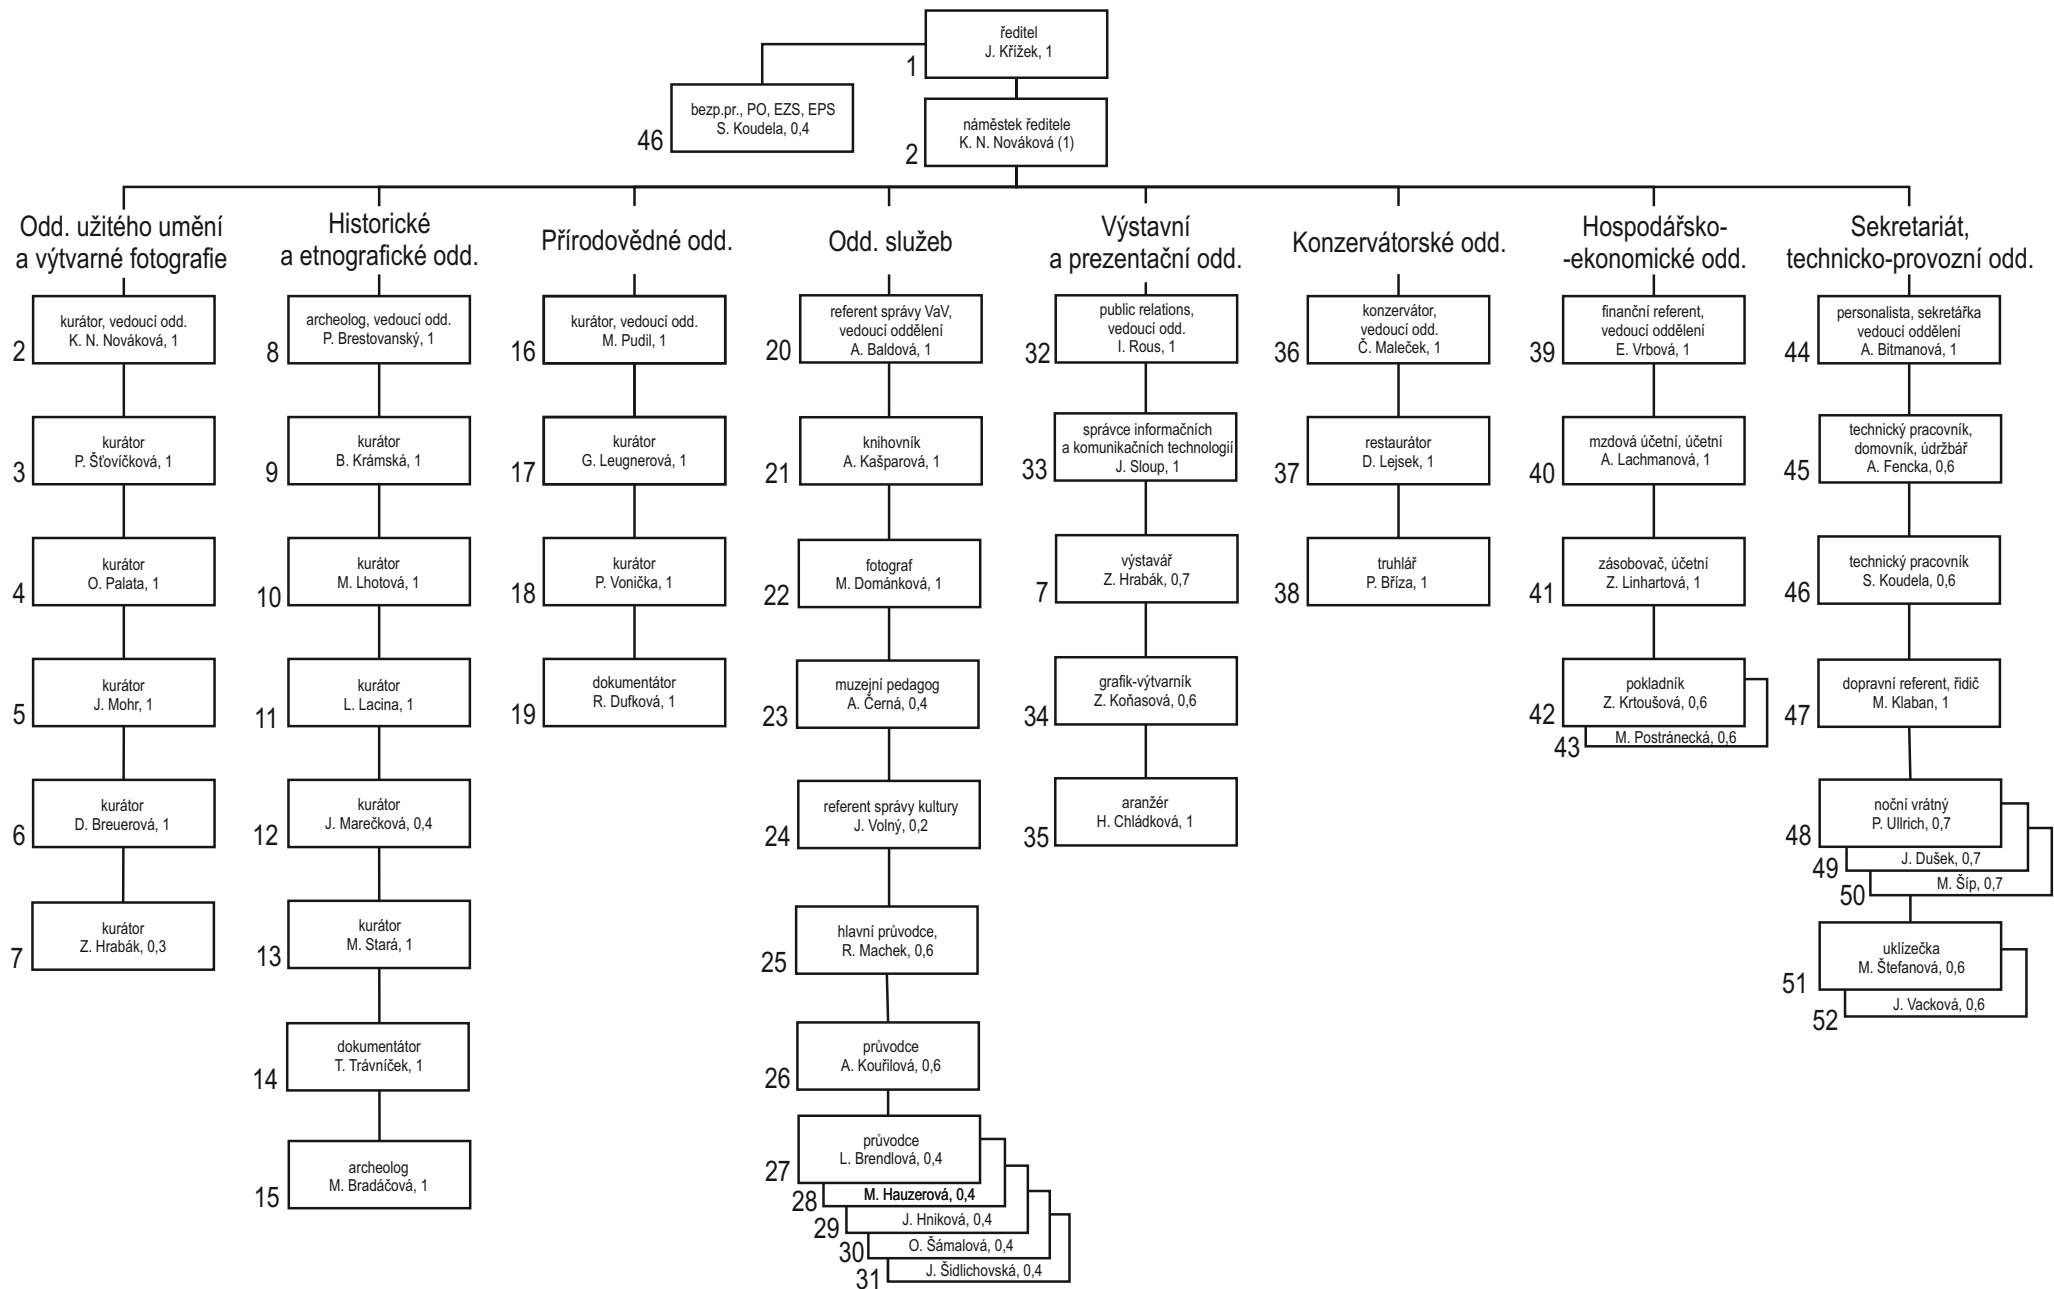 ředitel
J. Křížek, 1
1
bezp.pr., PO, EZS, EPS
S. Koudela, 0,4
46
náměstek ředitele
K. N. Nováková (1)
2
Odd. užitého umění
a výtvarné fotografie
kurátor, vedoucí odd.
K. N. Nováková, 1
2
kurátor
P. Šťovíčková, 1
3
kurátor
O. Palata, 1
4
kurátor
J. Mohr, 1
5
kurátor
D. Breuerová, 1
6
kurátor
Z. Hrabák, 0,3
7
Historické
a etnografické odd.
archeolog, vedoucí odd.
P. Brestovanský, 1
8
kurátor
B. Krámská, 1
9
kurátor
M. Lhotová, 1
10
kurátor
L. Lacina, 1
11
kurátor
J. Marečková, 0,4
12
kurátor
M. Stará, 1
13
dokumentátor
T. Trávníček, 1
14
archeolog
M. Bradáčová, 1
15
Přírodovědné odd.
kurátor, vedoucí odd.
M. Pudil, 1
16
kurátor
G. Leugnerová, 1
17
kurátor
P. Vonička, 1
18
dokumentátor
R. Dufková, 1
19
Odd. služeb
referent správy VaV,
vedoucí oddělení
A. Baldová, 1
20
knihovník
A. Kašparová, 1
21
fotograf
M. Dománková, 1
22
muzejní pedagog
A. Černá, 0,4
23
referent správy kultury
J. Volný, 0,2
24
hlavní průvodce,
R. Machek, 0,6
25
průvodce
A. Kouřilová, 0,6
26
průvodce
L. Brendlová, 0,4
27
M. Hauzerová, 0,4
28
J. Hniková, 0,4
29
O. Šámalová, 0,4
30
J. Šidlichovská, 0,4
31
Výstavní
a prezentační odd.
public relations,
vedoucí odd.
I. Rous, 1
32
správce informačních
a komunikačních technologií
J. Sloup, 1
33
výstavář
Z. Hrabák, 0,7
7
grafik-výtvarník
Z. Koňasová, 0,6
34
aranžér
H. Chládková, 1
35
Konzervátorské odd.
konzervátor,
vedoucí odd.
Č. Maleček, 1
36
restaurátor
D. Lejsek, 1
37
truhlář
P. Bříza, 1
38
Hospodářsko-
-ekonomické odd.
finanční referent,
vedoucí oddělení
E. Vrbová, 1
39
mzdová účetní, účetní
A. Lachmanová, 1
40
zásobovač, účetní
Z. Linhartová, 1
41
pokladník
Z. Krtoušová, 0,6
42
M. Postránecká, 0,6
43
Sekretariát,
technicko-provozní odd.
personalista, sekretářka
vedoucí oddělení
A. Bitmanová, 1
44
technický pracovník,
domovník, údržbář
A. Fencka, 0,6
45
technický pracovník
S. Koudela, 0,6
46
dopravní referent, řidič
M. Klaban, 1
47
noční vrátný
P. Ullrich, 0,7
48
J. Dušek, 0,7
49
M. Šíp, 0,7
50
uklízečka
M. Štefanová, 0,6
51
J. Vacková, 0,6
52